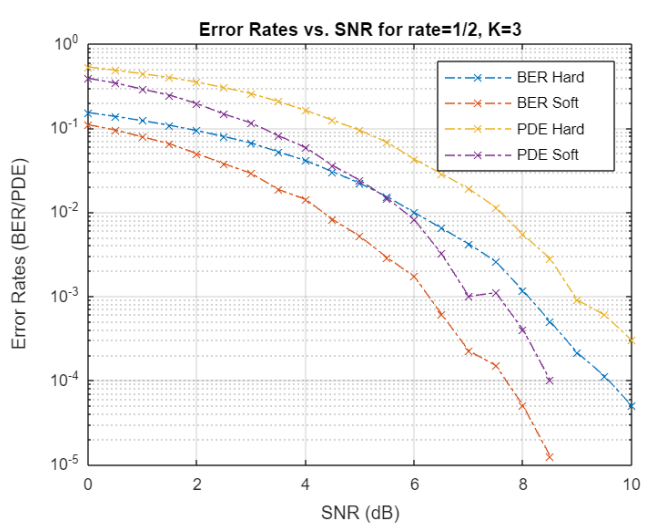 Error Rates vs. SNR for rate=1/2, K=3
10^0
10^-1
10^-2
10^-3
10^-4
10^-5
Error Rates (BER/PDE)
BER Hard
BER Soft
PDE Hard
PDE Soft
0 2 4 6 8 10
SNR (dB)